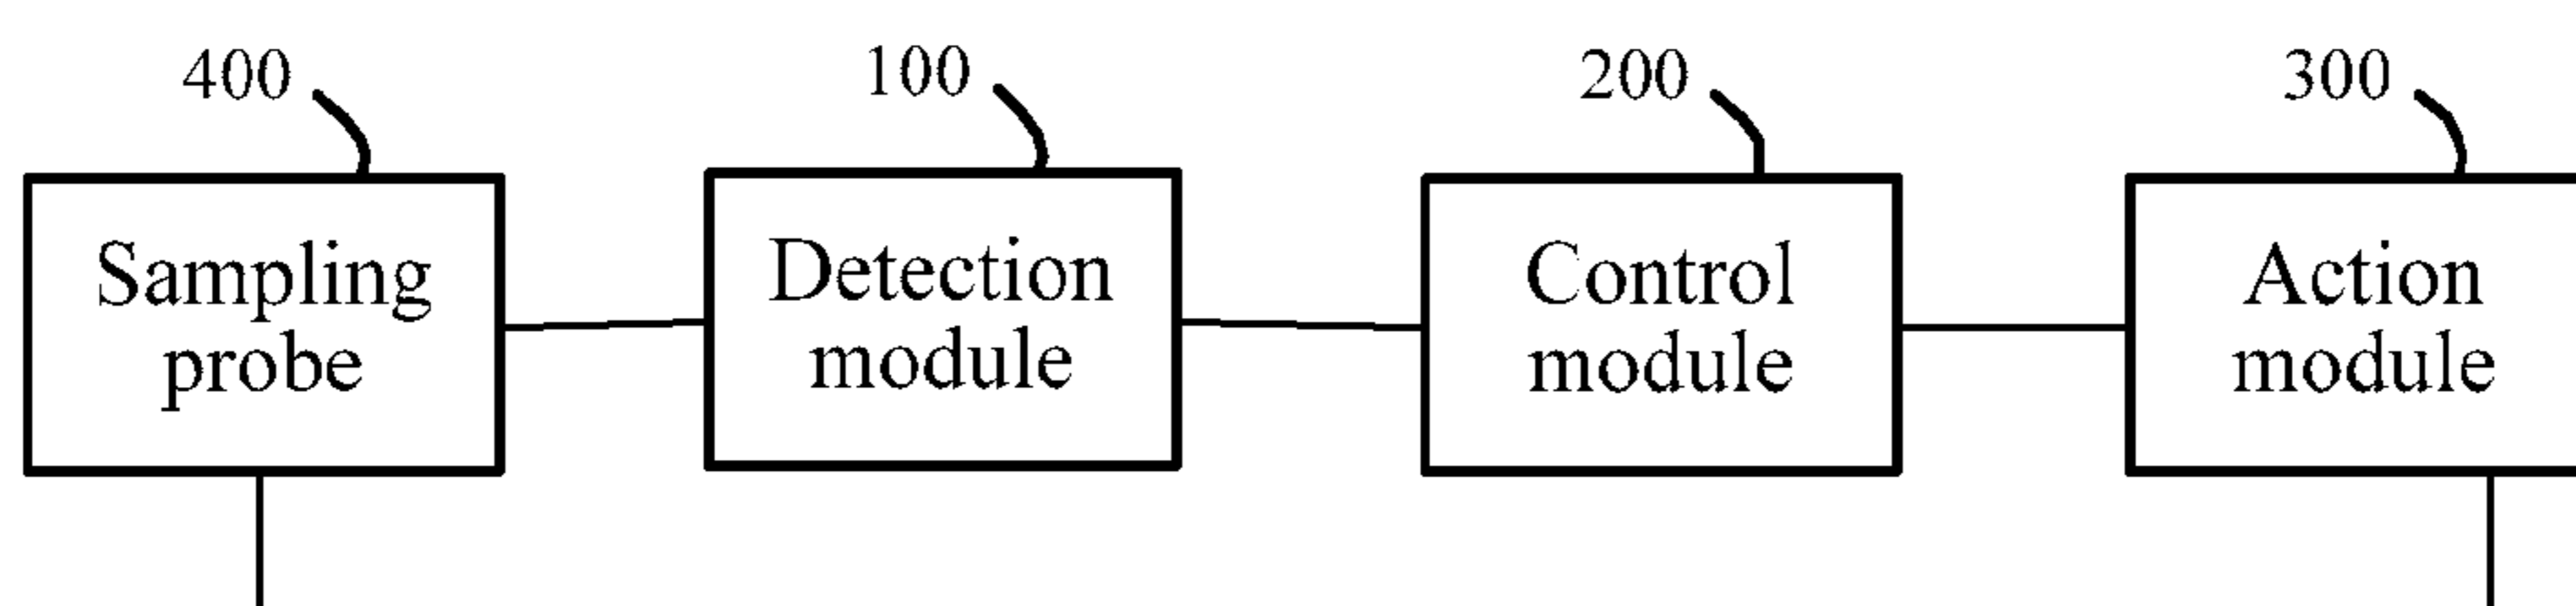 400
100
200
300
Sampling
probe
Detection
module
Control
module
Action
module